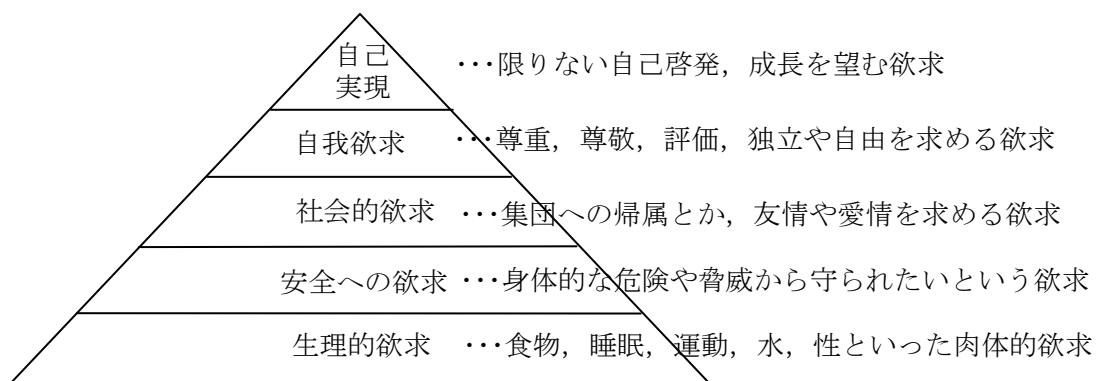 自己
実現
･･･限りない自己啓発，成長を望む欲求
自我欲求 ･･･尊重，尊敬，評価，独立や自由を求める欲求
社会的欲求 ･･･集団への帰属とか，友情や愛情を求める欲求
安全への欲求 ･･･身体的な危険や脅威から守られたいという欲求
生理的欲求 ･･･食物，睡眠，運動，水，性といった肉体的欲求